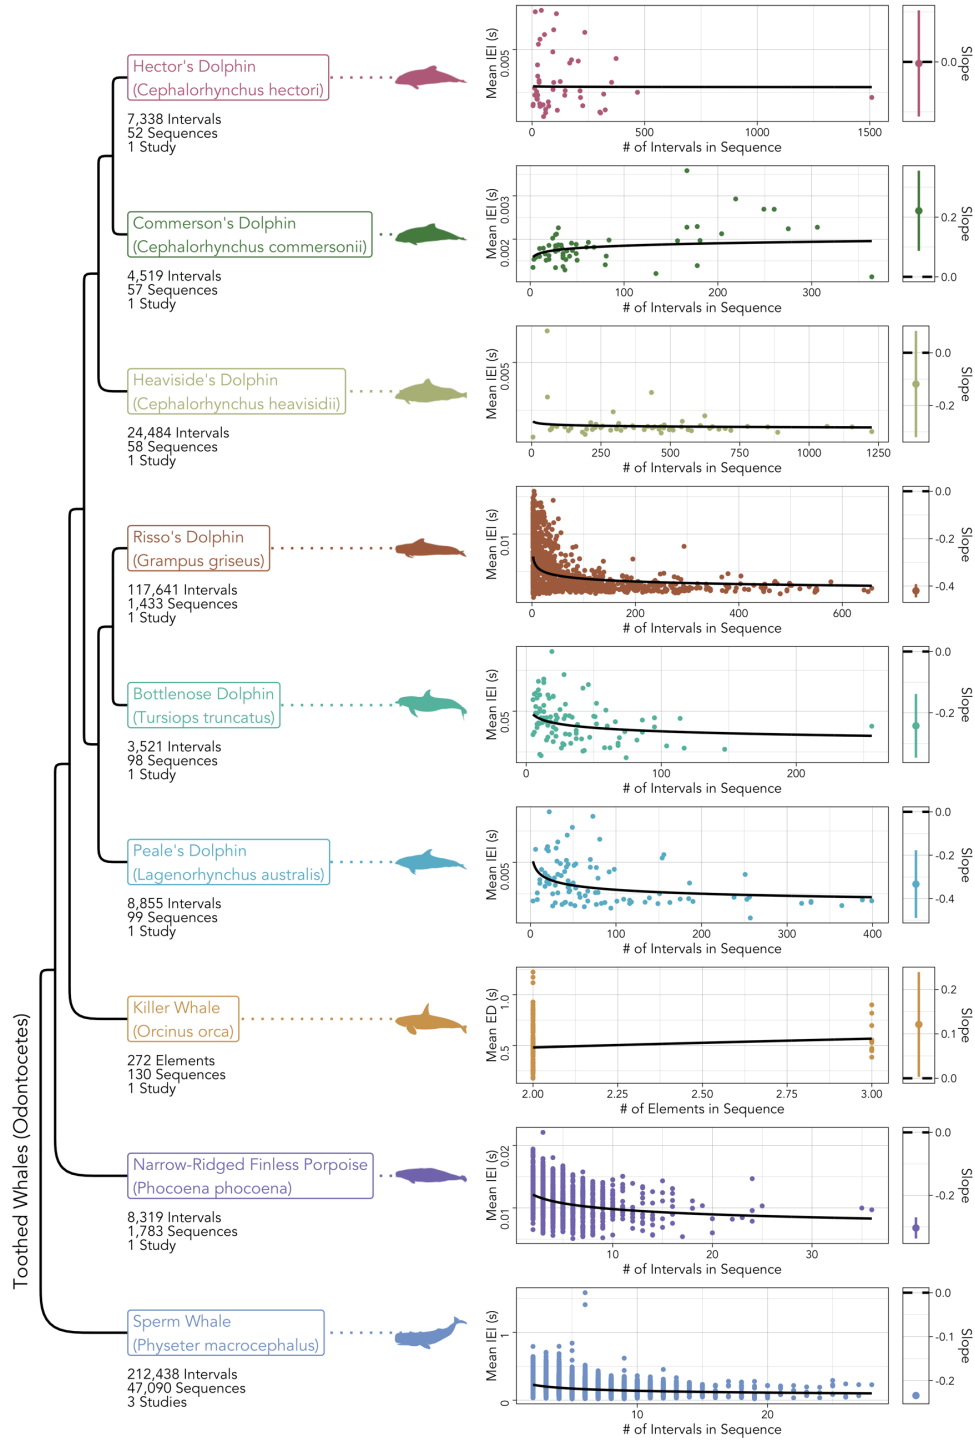 Toothed Whales (Odontocetes)
Hector's Dolphin
(Cephalorhynchus hectori)
7,338 Intervals
52 Sequences
1 Study
Mean IEI (s)
0.005
0 500 1000 1500
# of Intervals in Sequence
0.0
Slope
Commerson's Dolphin
(Cephalorhynchus commersonii)
4,519 Intervals
57 Sequences
1 Study
Mean IEI (s)
0.003
0.002
0 100 200 300
# of Intervals in Sequence
0.2
0.0
Slope
Heaviside's Dolphin
(Cephalorhynchus heavisidii)
24,484 Intervals
58 Sequences
1 Study
Mean IEI (s)
0.005
0 250 500 750 1000 1250
# of Intervals in Sequence
0.0
-0.2
Slope
Risso's Dolphin
(Grampus griseus)
117,641 Intervals
1,433 Sequences
1 Study
Mean IEI (s)
0.01
0 200 400 600
# of Intervals in Sequence
0.0
-0.2
-0.4
Slope
Bottlenose Dolphin
(Tursiops truncatus)
3,521 Intervals
98 Sequences
1 Study
Mean IEI (s)
0.05
0 100 200
# of Intervals in Sequence
0.0
-0.2
Slope
Peale's Dolphin
(Lagenorhynchus australis)
8,855 Intervals
99 Sequences
1 Study
Mean IEI (s)
0.005
0 100 200 300 400
# of Intervals in Sequence
0.0
-0.2
-0.4
Slope
Killer Whale
(Orcinus orca)
272 Elements
130 Sequences
1 Study
Mean ED (s)
1.0
0.5
2.00 2.25 2.50 2.75 3.00
# of Elements in Sequence
0.2
0.1
0.0
Slope
Narrow-Ridged Finless Porpoise
(Phocoena phocoena)
8,319 Intervals
1,783 Sequences
1 Study
Mean IEI (s)
0.02
0.01
10 20 30
# of Intervals in Sequence
0.0
-0.2
Slope
Sperm Whale
(Physeter macrocephalus)
212,438 Intervals
47,090 Sequences
3 Studies
Mean IEI (s)
1
0
10 20
# of Intervals in Sequence
0.0
-0.1
-0.2
Slope